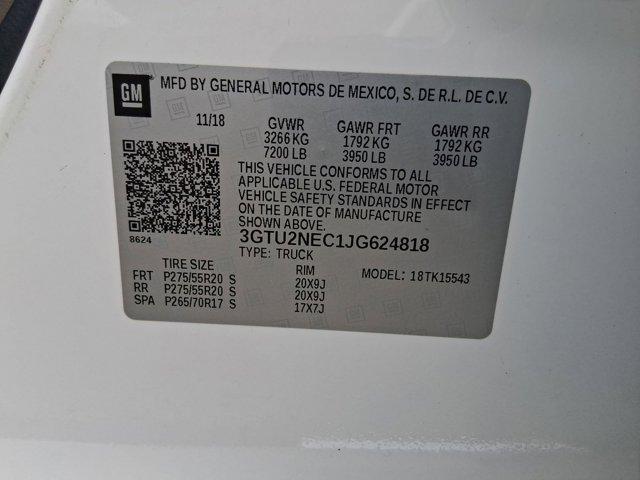 GM
MFD BY GENERAL MOTORS DE MEXICO, S. DE R.L. DE C.V.
11/18 GVWR GAWR FRT GAWR RR
3266 KG 1792 KG 1792 KG
7200 LB 3950 LB 3950 LB
THIS VEHICLE CONFORMS TO ALL
APPLICABLE U.S. FEDERAL MOTOR
VEHICLE SAFETY STANDARDS IN EFFECT
ON THE DATE OF MANUFACTURE
SHOWN ABOVE.
8624 3GTU2NEC1JG624818
TYPE: TRUCK
TIRE SIZE RIM MODEL: 18TK15543
FRT P275/55R20 S 20X9J
RR P275/55R20 S 20X9J
SPA P265/70R17 S 17X7J